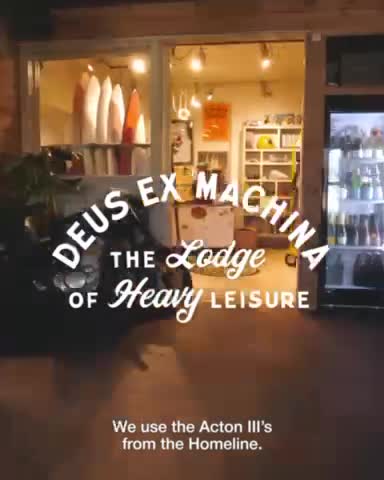 DEUS EX MACHINA
THE Lodge
OF Heavy LEISURE
We use the Acton III's
from the Homeline.